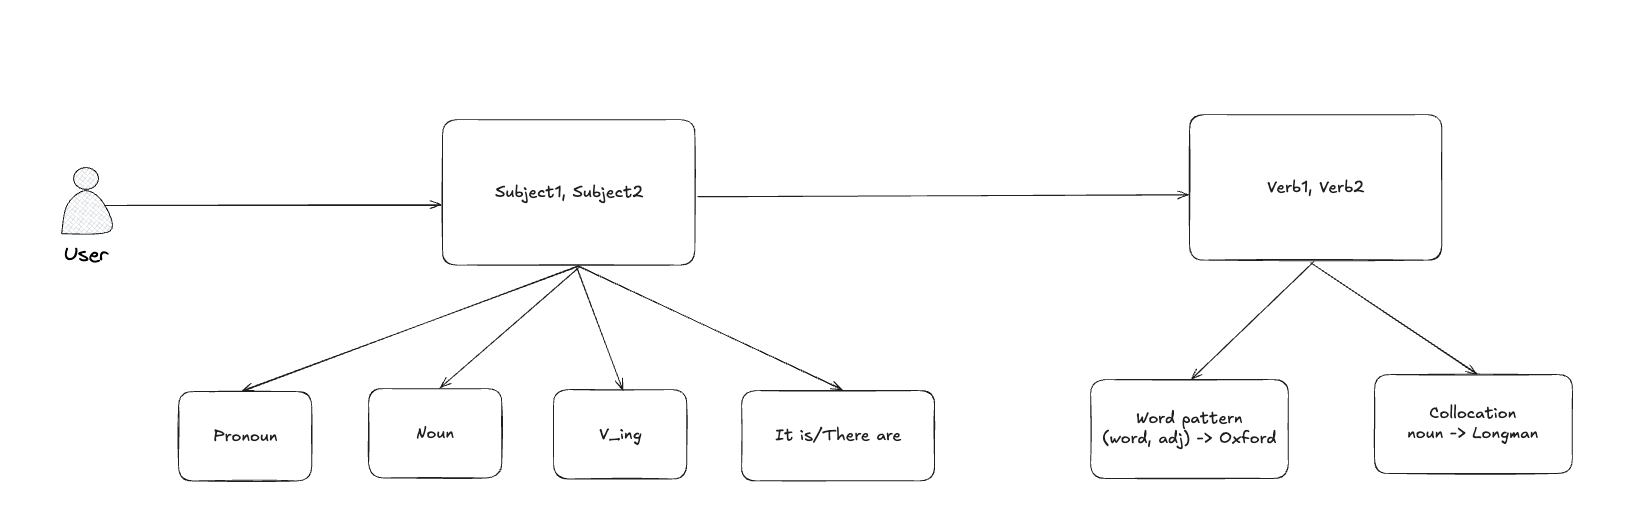 User
Subject1, Subject2
Verb1, Verb2
Pronoun
Noun
V_ing
It is/There are
Word pattern
(word, adj) -> Oxford
Collocation
noun -> Longman